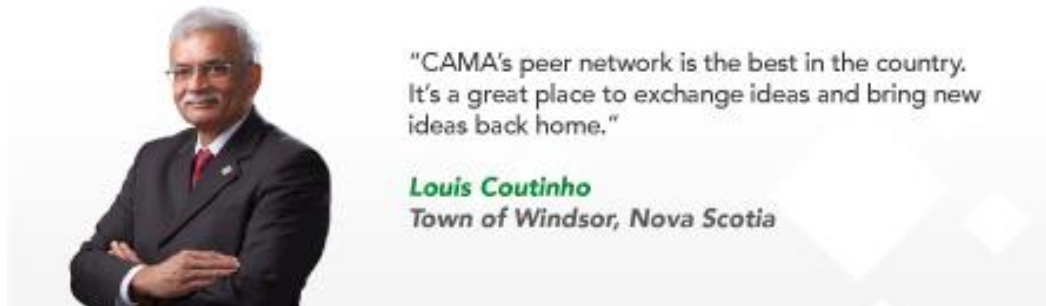 “CAMA’s peer network is the best in the country.
It’s a great place to exchange ideas and bring new
ideas back home.”
Louis Coutinho
Town of Windsor, Nova Scotia